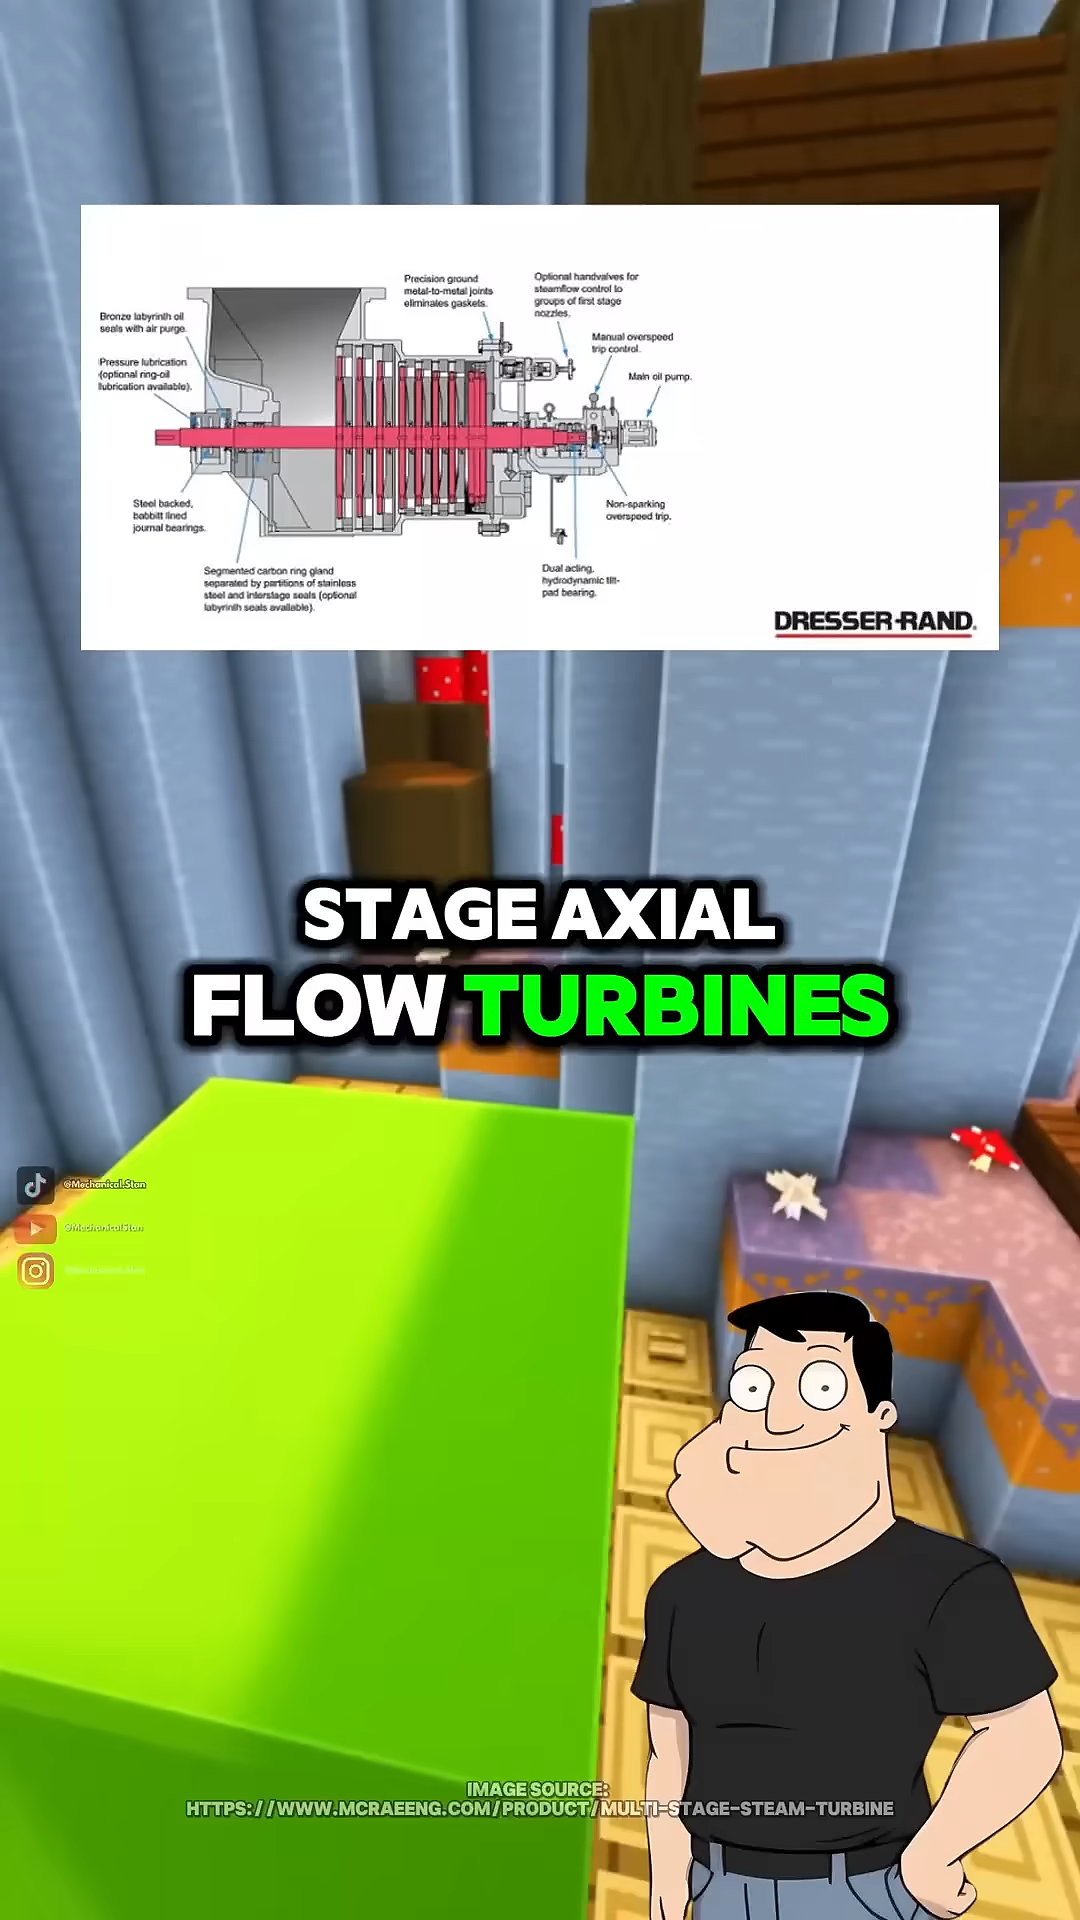 Precision ground
metal-to-metal joints
eliminates gaskets.
Optional handvalves for
steamflow control to
groups of first stage
nozzles.
Bronze labyrinth oil
seals with air purge.
Manual overspeed
trip control.
Pressure lubrication
(optional ring-oil
lubrication available).
Main oil pump.
Steel backed,
babbitt lined
journal bearings.
Non-sparking
overspeed trip.
Segmented carbon ring gland
separated by partitions of stainless
steel and interstage seals (optional
labyrinth seals available).
Dual acting,
hydrodynamic tilt-
pad bearing.
DRESSER-RAND.
STAGE AXIAL
FLOW TURBINES
@Mechanical.Stan
@MechanicalStan
IMAGE SOURCE:
HTTPS://WWW.MCRAEENG.COM/PRODUCT/MULTI-STAGE-STEAM-TURBINE